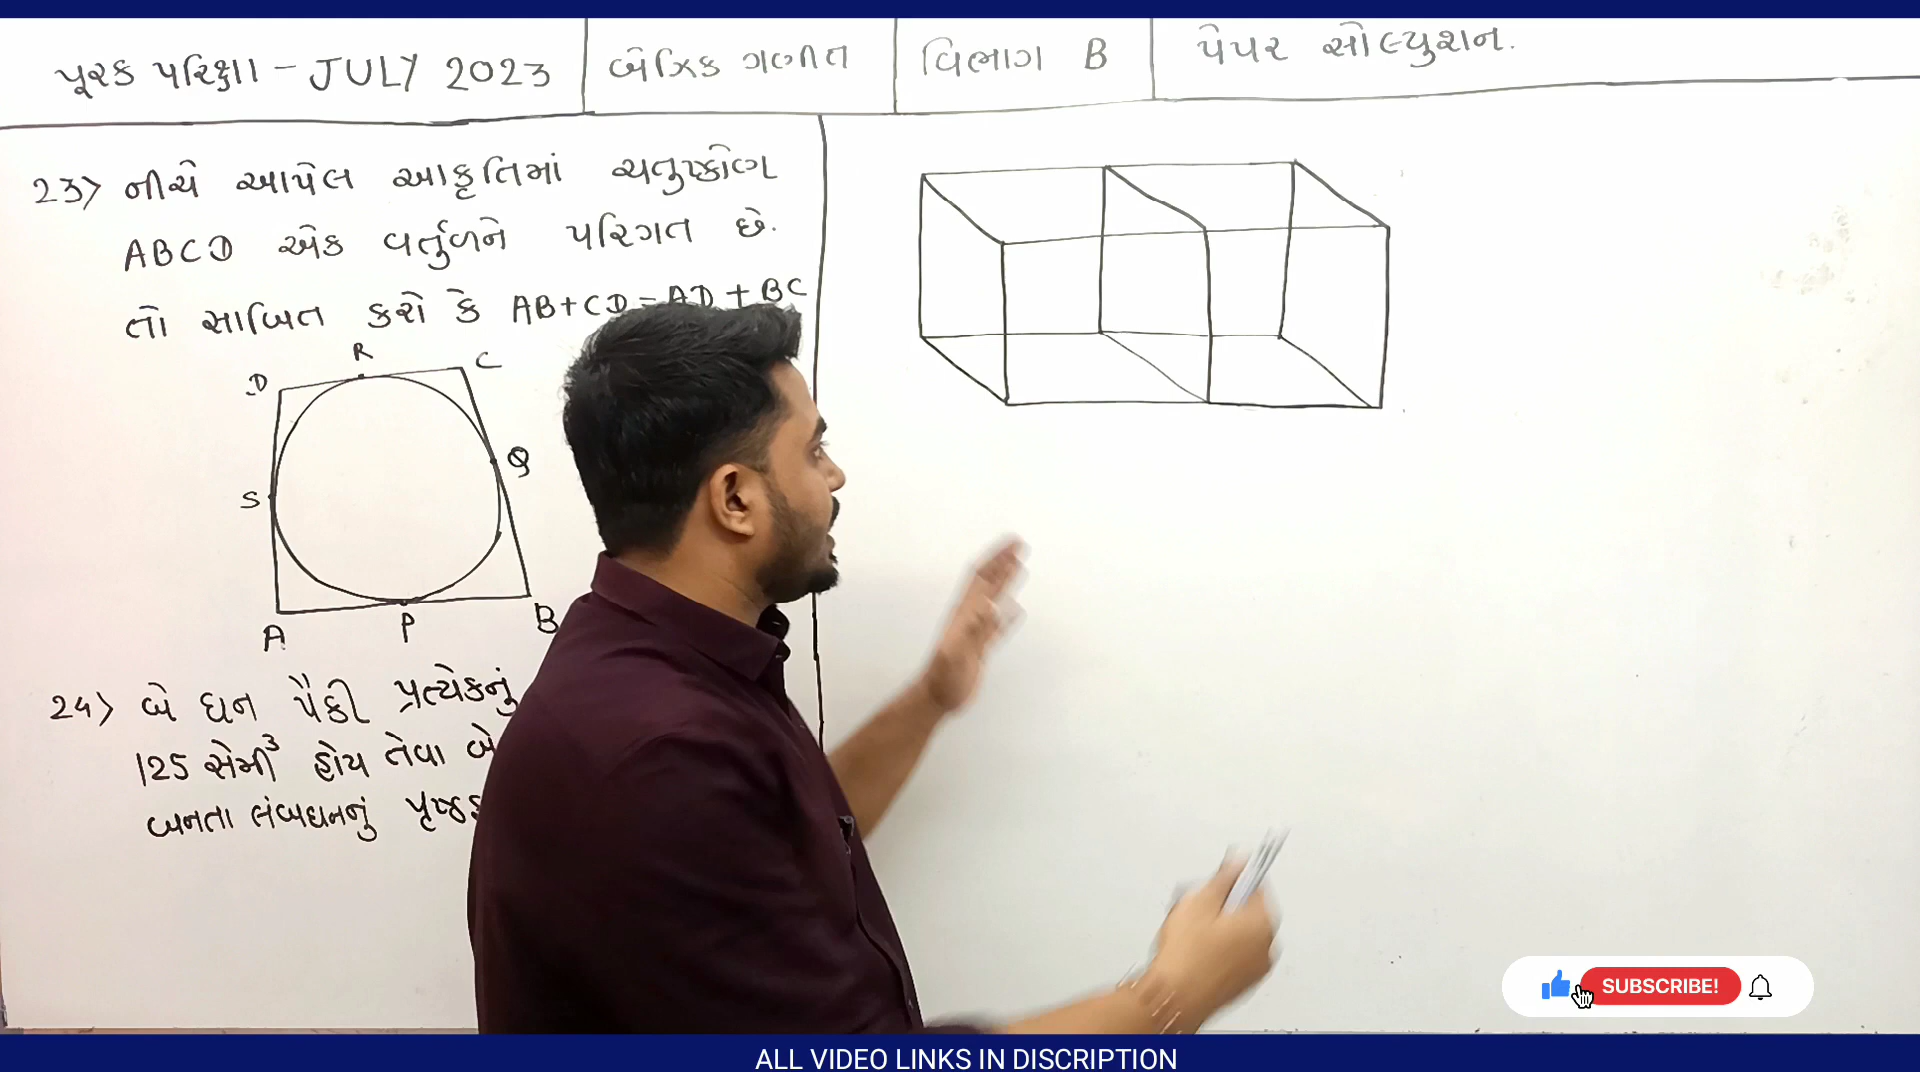 પૂરક પરિક્ષા - JULY 2023
બેઝિક ગણીત
વિભાગ B
પેપર સોલ્યુશન.
23> નીચે આપેલ આકૃતિમાં ચતુષ્કોણ
ABCD એક વર્તુળને પરિગત છે.
તો સાબિત કરો કે AB+CD=AD+BC
R
D
C
Q
S
A
P
B
24> બે ઘન પૈકી પ્રત્યેકનું
125 સેમી³ હોય તેવા બે
બનતા લંબઘનનું
SUBSCRIBE!
ALL VIDEO LINKS IN DISCRIPTION